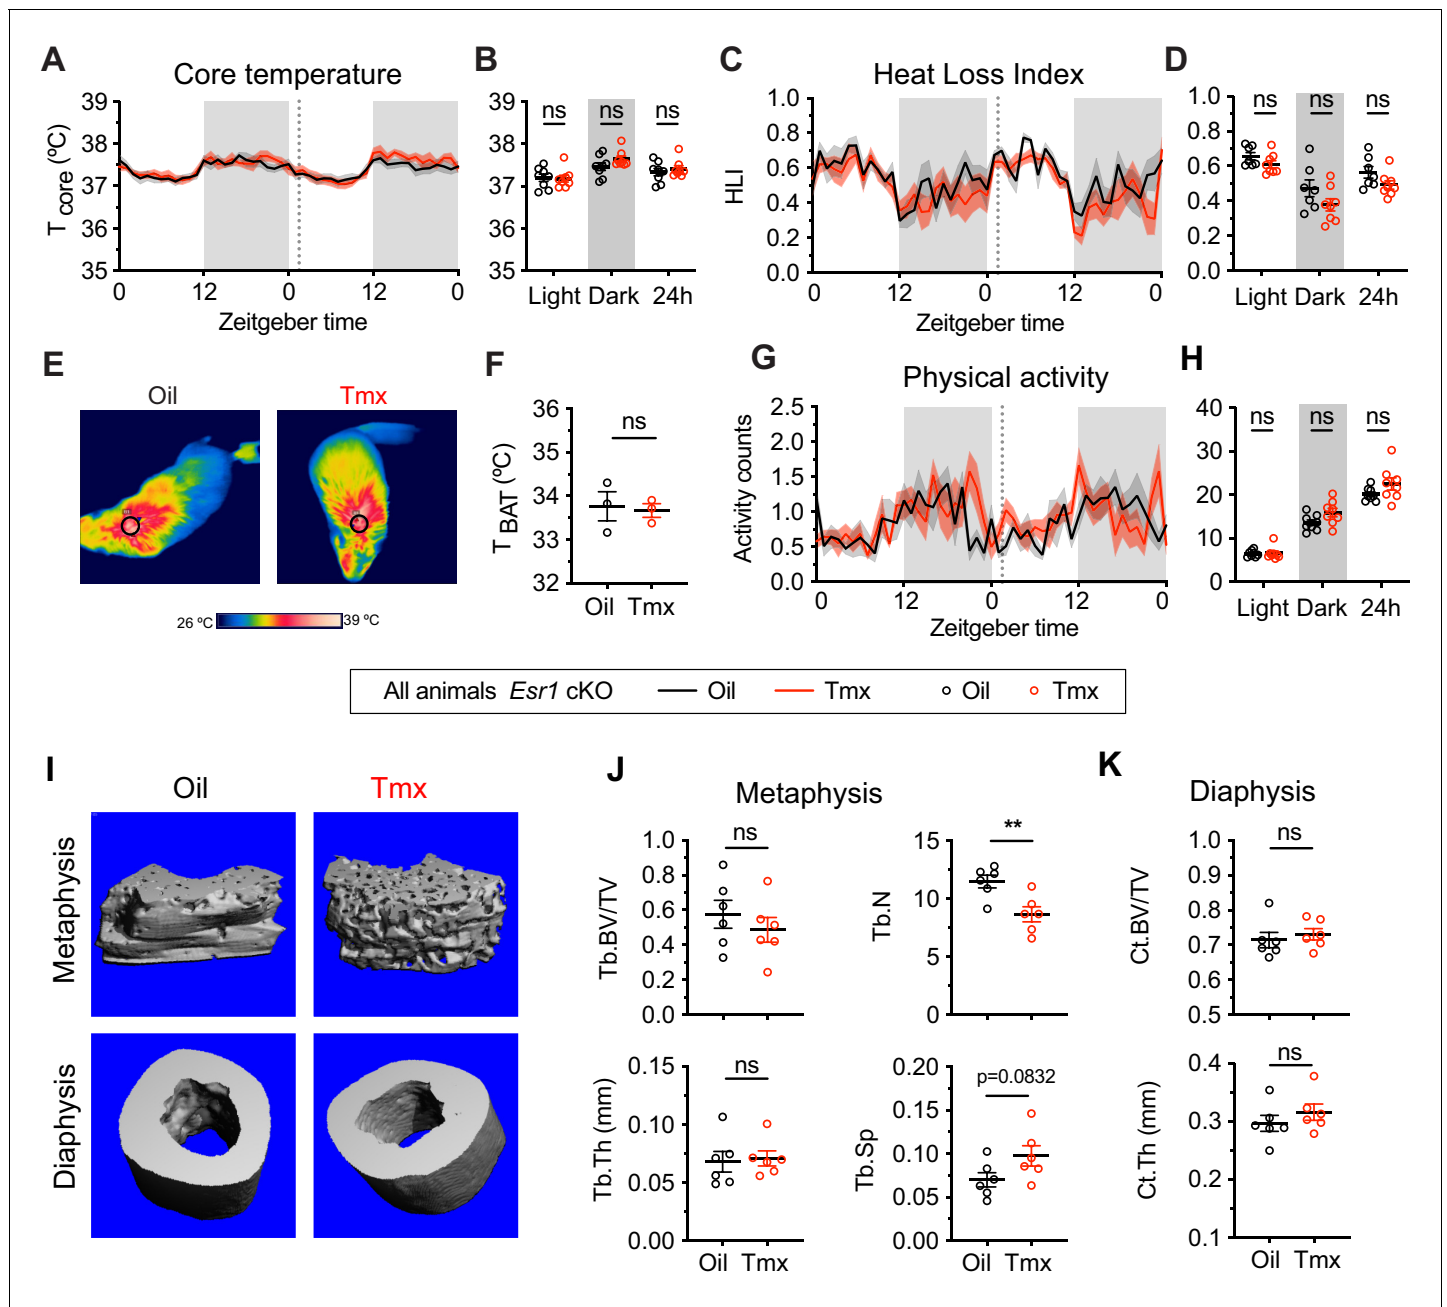 A
Core temperature
T core (ºC)
39
38
37
36
35
0
12
0
12
0
Zeitgeber time
B
39
38
37
36
35
ns
ns
ns
Light Dark 24h
C
Heat Loss Index
HLI
1.0
0.8
0.6
0.4
0.2
0.0
0
12
0
12
0
Zeitgeber time
D
1.0
0.8
0.6
0.4
0.2
0.0
ns
ns
ns
Light Dark 24h
E
Oil
Tmx
26 ºC
39 ºC
F
T BAT (ºC)
36
35
34
33
32
ns
Oil Tmx
G
Physical activity
Activity counts
2.5
2.0
1.5
1.0
0.5
0.0
0
12
0
12
0
Zeitgeber time
H
40
30
20
10
0
ns
ns
ns
Light Dark 24h
All animals Esr1 cKO Oil Tmx Oil Tmx
I
Oil
Tmx
Metaphysis
Diaphysis
J
Metaphysis
Tb.BV/TV
1.0
0.8
0.6
0.4
0.2
0.0
ns
Tb.N
15
10
5
0
**
Tb.Th (mm)
0.15
0.10
0.05
0.00
ns
Oil Tmx
Tb.Sp
0.20
0.15
0.10
0.05
0.00
p=0.0832
Oil Tmx
K
Diaphysis
Ct.BV/TV
1.0
0.9
0.8
0.7
0.6
0.5
ns
Ct.Th (mm)
0.4
0.3
0.2
0.1
ns
Oil Tmx